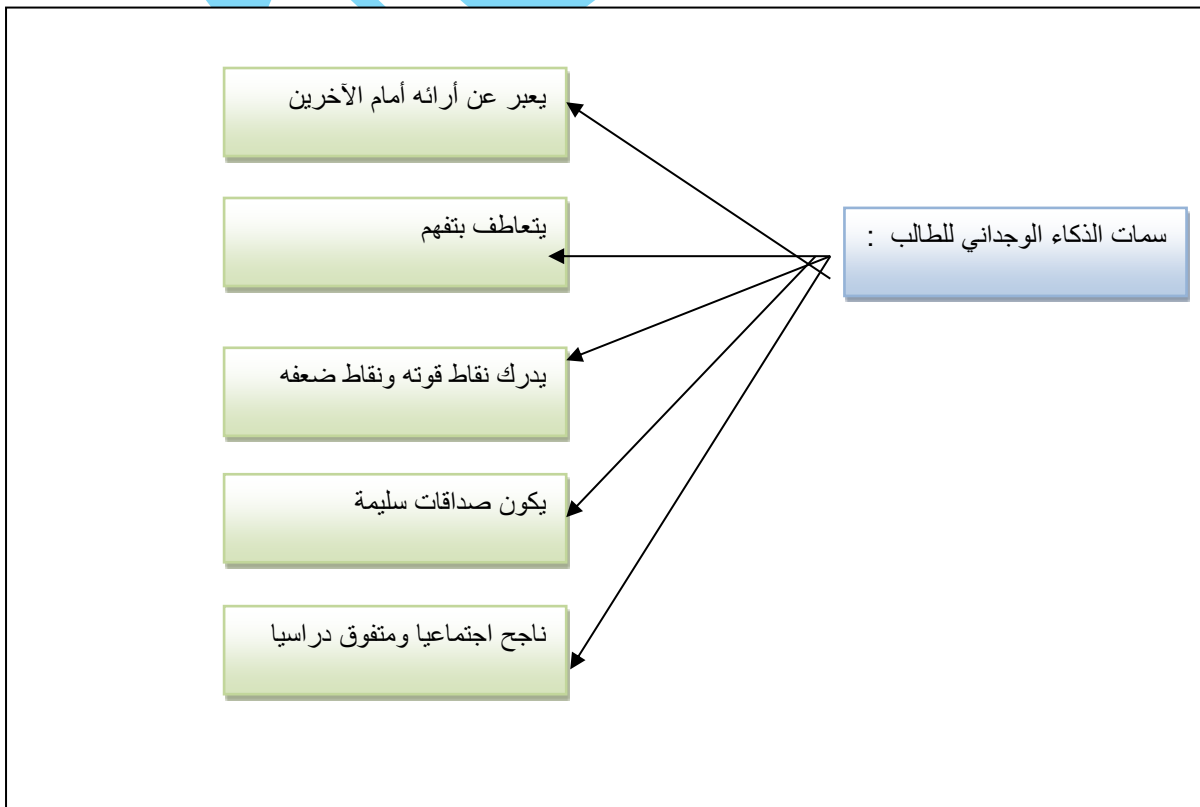 سمات الذكاء الوجداني للطالب :
يعبر عن أرائه أمام الآخرين
يتعاطف بتفهم
يدرك نقاط قوته ونقاط ضعفه
يكون صداقات سليمة
ناجح اجتماعيا ومتفوق دراسيا